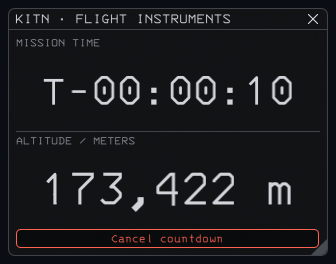 KITN · FLIGHT INSTRUMENTS
MISSION TIME
T-00:00:10
ALTITUDE / METERS
173,422 m
Cancel countdown